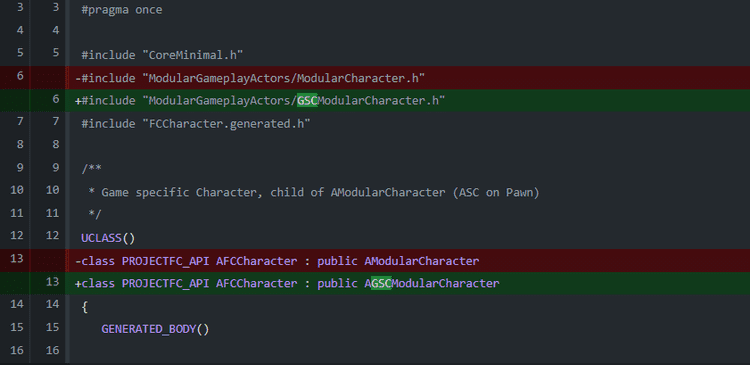 3 3 #pragma once
4 4
5 5 #include "CoreMinimal.h"
6 -#include "ModularGameplayActors/ModularCharacter.h"
6 +#include "ModularGameplayActors/GSCModularCharacter.h"
7 7 #include "FCCharacter.generated.h"
8 8
9 9 /**
10 10 * Game specific Character, child of AModularCharacter (ASC on Pawn)
11 11 */
12 12 UCLASS()
13 -class PROJECTFC_API AFCCharacter : public AModularCharacter
13 +class PROJECTFC_API AFCCharacter : public AGSCModularCharacter
14 14 {
15 15 GENERATED_BODY()
16 16